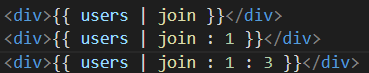 <div>{{ users | join }}</div>
<div>{{ users | join : 1 }}</div>
<div>{{ users | join : 1 : 3 }}</div>